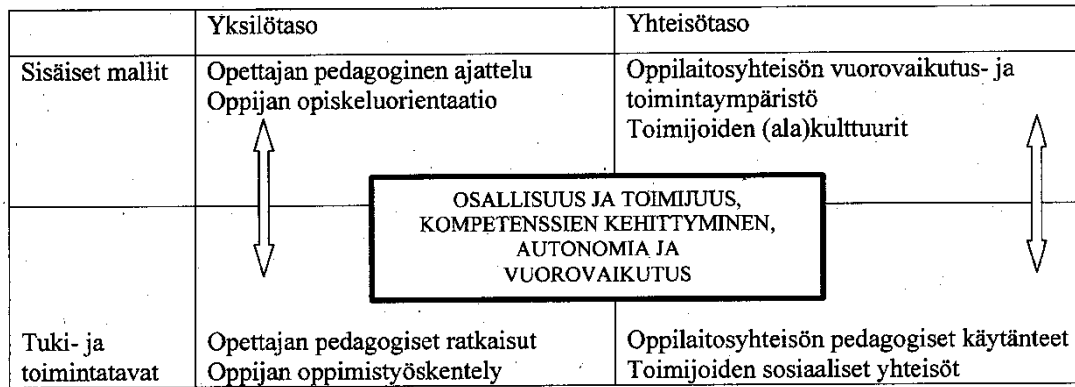 Yksilötaso
Yhteisötaso
Sisäiset mallit
Opettajan pedagoginen ajattelu
Oppijan opiskeluorientaatio
Oppilaitosyhteisön vuorovaikutus- ja
toimintaympäristö
Toimijoiden (ala)kulttuurit
OSALLISUUS JA TOIMIJUUS,
KOMPETENSSIEN KEHITTYMINEN,
AUTONOMIA JA
VUOROVAIKUTUS
Tuki- ja
toimintatavat
Opettajan pedagogiset ratkaisut
Oppijan oppimistyöskentely
Oppilaitosyhteisön pedagogiset käytänteet
Toimijoiden sosiaaliset yhteisöt